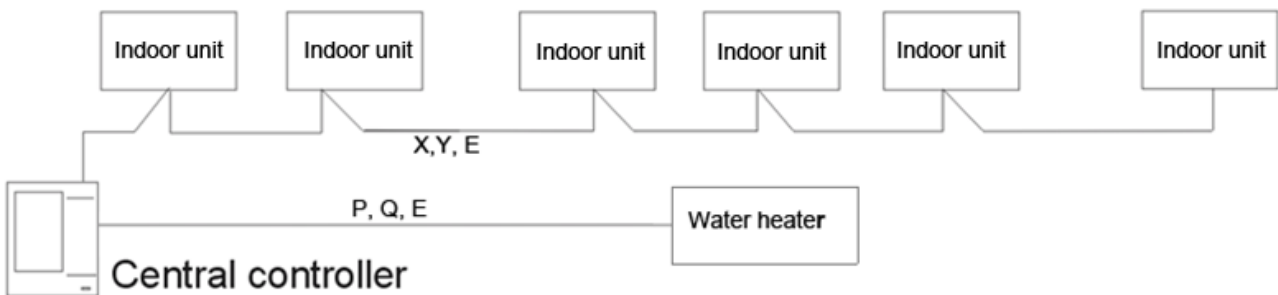 Indoor unit
Indoor unit
Indoor unit
Indoor unit
Indoor unit
Indoor unit
X,Y, E
P, Q, E
Water heater
Central controller